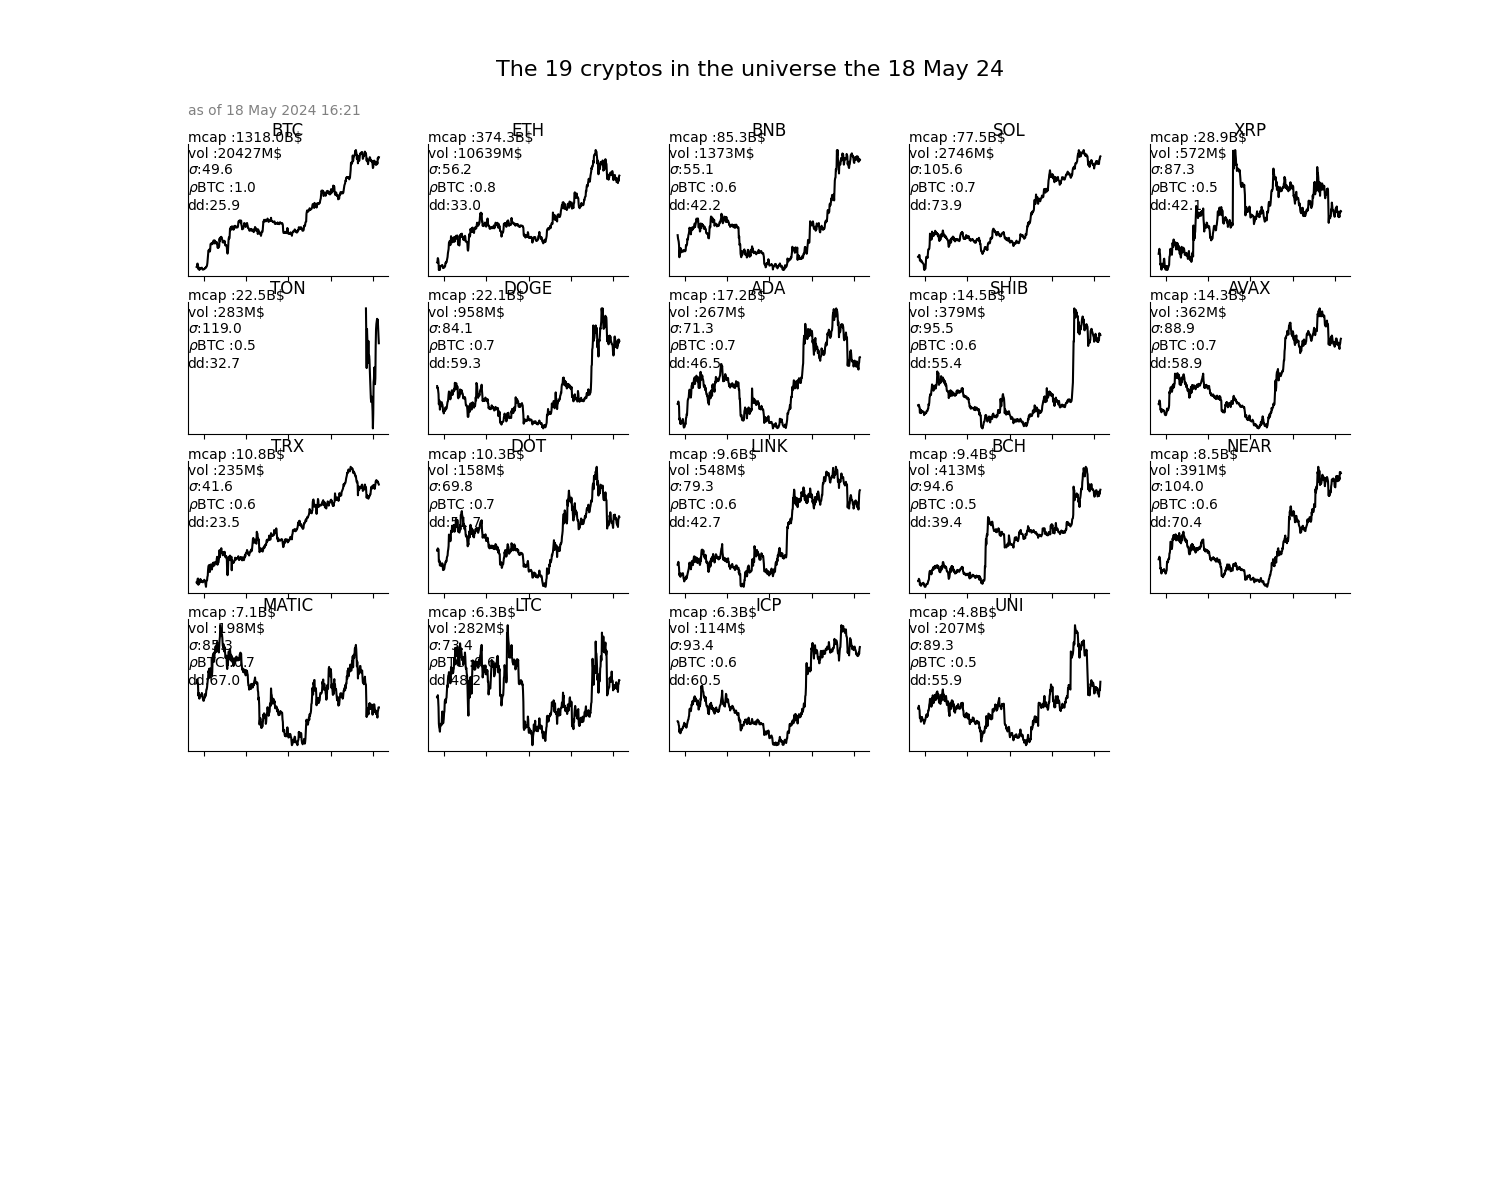 The 19 cryptos in the universe the 18 May 24
as of 18 May 2024 16:21
BTC
mcap :1318.0B$
vol :20427M$
σ:49.6
ρBTC :1.0
dd:25.9
ETH
mcap :374.3B$
vol :10639M$
σ:56.2
ρBTC :0.8
dd:33.0
BNB
mcap :85.3B$
vol :1373M$
σ:55.1
ρBTC :0.6
dd:42.2
SOL
mcap :77.5B$
vol :2746M$
σ:105.6
ρBTC :0.7
dd:73.9
XRP
mcap :28.9B$
vol :572M$
σ:87.3
ρBTC :0.5
dd:42.1
TON
mcap :22.5B$
vol :283M$
σ:119.0
ρBTC :0.5
dd:32.7
DOGE
mcap :22.1B$
vol :958M$
σ:84.1
ρBTC :0.7
dd:59.3
ADA
mcap :17.2B$
vol :267M$
σ:71.3
ρBTC :0.7
dd:46.5
SHIB
mcap :14.5B$
vol :379M$
σ:95.5
ρBTC :0.6
dd:55.4
AVAX
mcap :14.3B$
vol :362M$
σ:88.9
ρBTC :0.7
dd:58.9
TRX
mcap :10.8B$
vol :235M$
σ:41.6
ρBTC :0.6
dd:23.5
DOT
mcap :10.3B$
vol :158M$
σ:69.8
ρBTC :0.7
LINK
mcap :9.6B$
vol :548M$
σ:79.3
ρBTC :0.6
dd:42.7
BCH
mcap :9.4B$
vol :413M$
σ:94.6
ρBTC :0.5
dd:39.4
NEAR
mcap :8.5B$
vol :391M$
σ:104.0
ρBTC :0.6
dd:70.4
MATIC
mcap :7.1B$
vol :198M$
σ:85.3
ρBTC :0.7
dd:67.0
LTC
mcap :6.3B$
vol :282M$
σ:73.4
ρBTC :0.6
dd:48.2
ICP
mcap :6.3B$
vol :114M$
σ:93.4
ρBTC :0.6
dd:60.5
UNI
mcap :4.8B$
vol :207M$
σ:89.3
ρBTC :0.5
dd:55.9